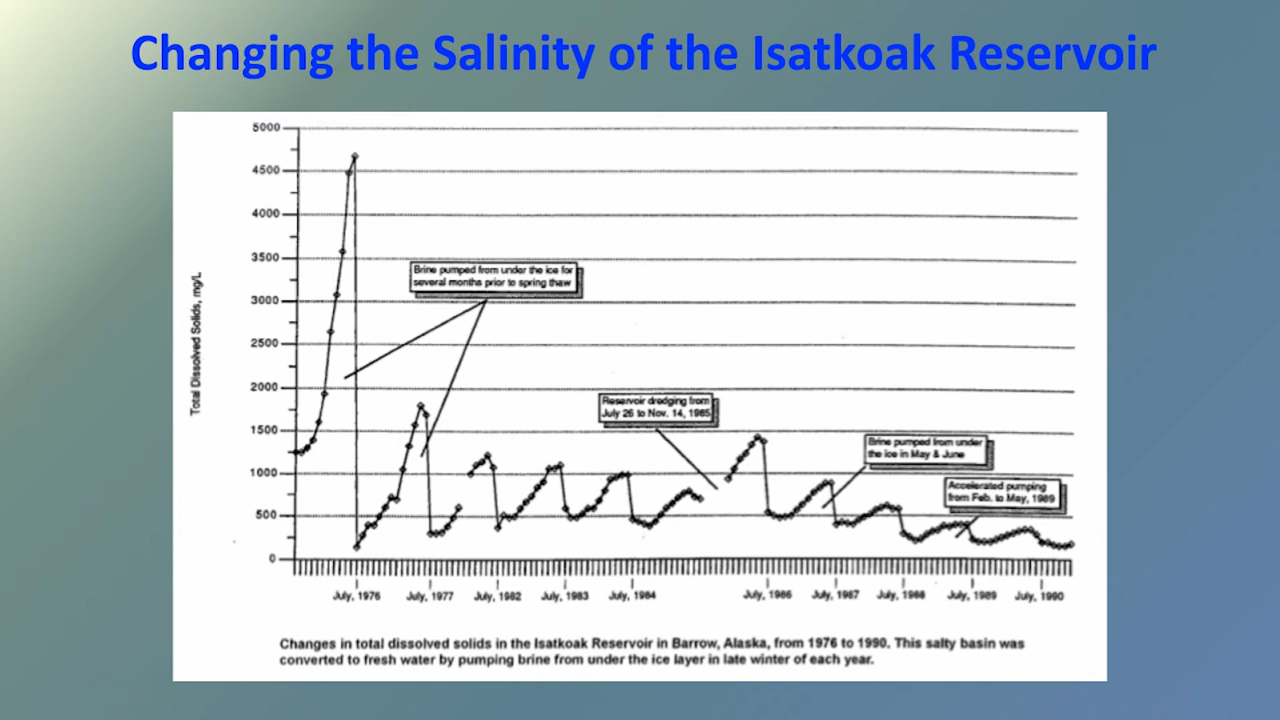 Changing the Salinity of the Isatkoak Reservoir
5000
4500
4000
3500
3000
2500
2000
1500
1000
500
0
Total Dissolved Solids, mg/L
Brine pumped from under the ice for
several months prior to spring thaw
Reservoir dredging from
July 26 to Nov. 14, 1985
Brine pumped from under
the ice in May & June
Accelerated pumping
from Feb. to May, 1989
July, 1976
July, 1977
July, 1982
July, 1983
July, 1984
July, 1986
July, 1987
July, 1988
July, 1989
July, 1990
Changes in total dissolved solids in the Isatkoak Reservoir in Barrow, Alaska, from 1976 to 1990. This salty basin was
converted to fresh water by pumping brine from under the ice layer in late winter of each year.